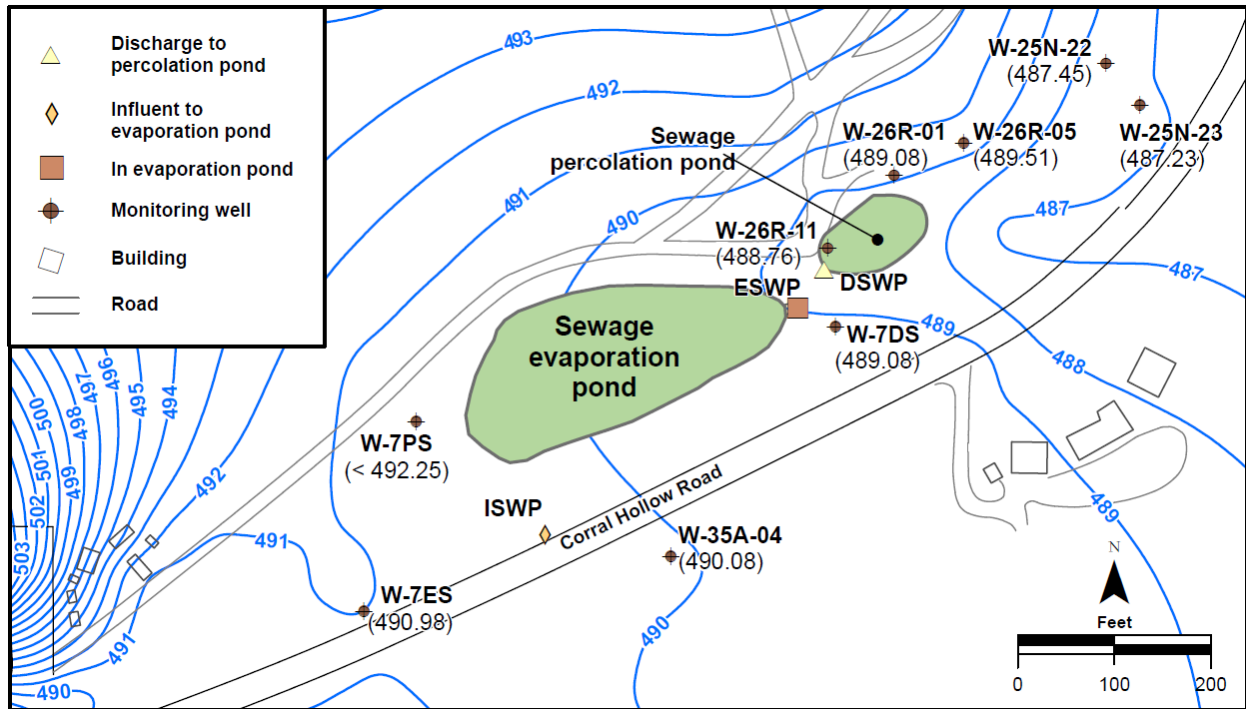 Discharge to
percolation pond
Influent to
evaporation pond
In evaporation pond
Monitoring well
Building
Road
493
492
491
490
W-25N-22
(487.45)
W-25N-23
(487.23)
W-26R-01
(489.08)
W-26R-05
(489.51)
Sewage
percolation pond
487
487
W-26R-11
(488.76)
ESWP
DSWP
489
W-7DS
(489.08)
488
Sewage
evaporation
pond
500
501
502
503
499
498
497
496
495
494
492
W-7PS
(< 492.25)
ISWP
Corral Hollow Road
W-35A-04
(490.08)
489
491
W-7ES
(490.98)
491
490
490
N
Feet
0 100 200